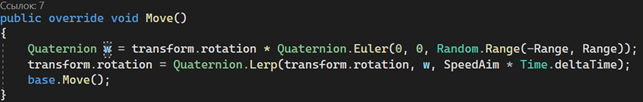 Ссылок: 7
public override void Move()
{
Quaternion w = transform.rotation * Quaternion.Euler(0, 0, Random.Range(-Range, Range));
transform.rotation = Quaternion.Lerp(transform.rotation, w, SpeedAim * Time.deltaTime);
base.Move();
}